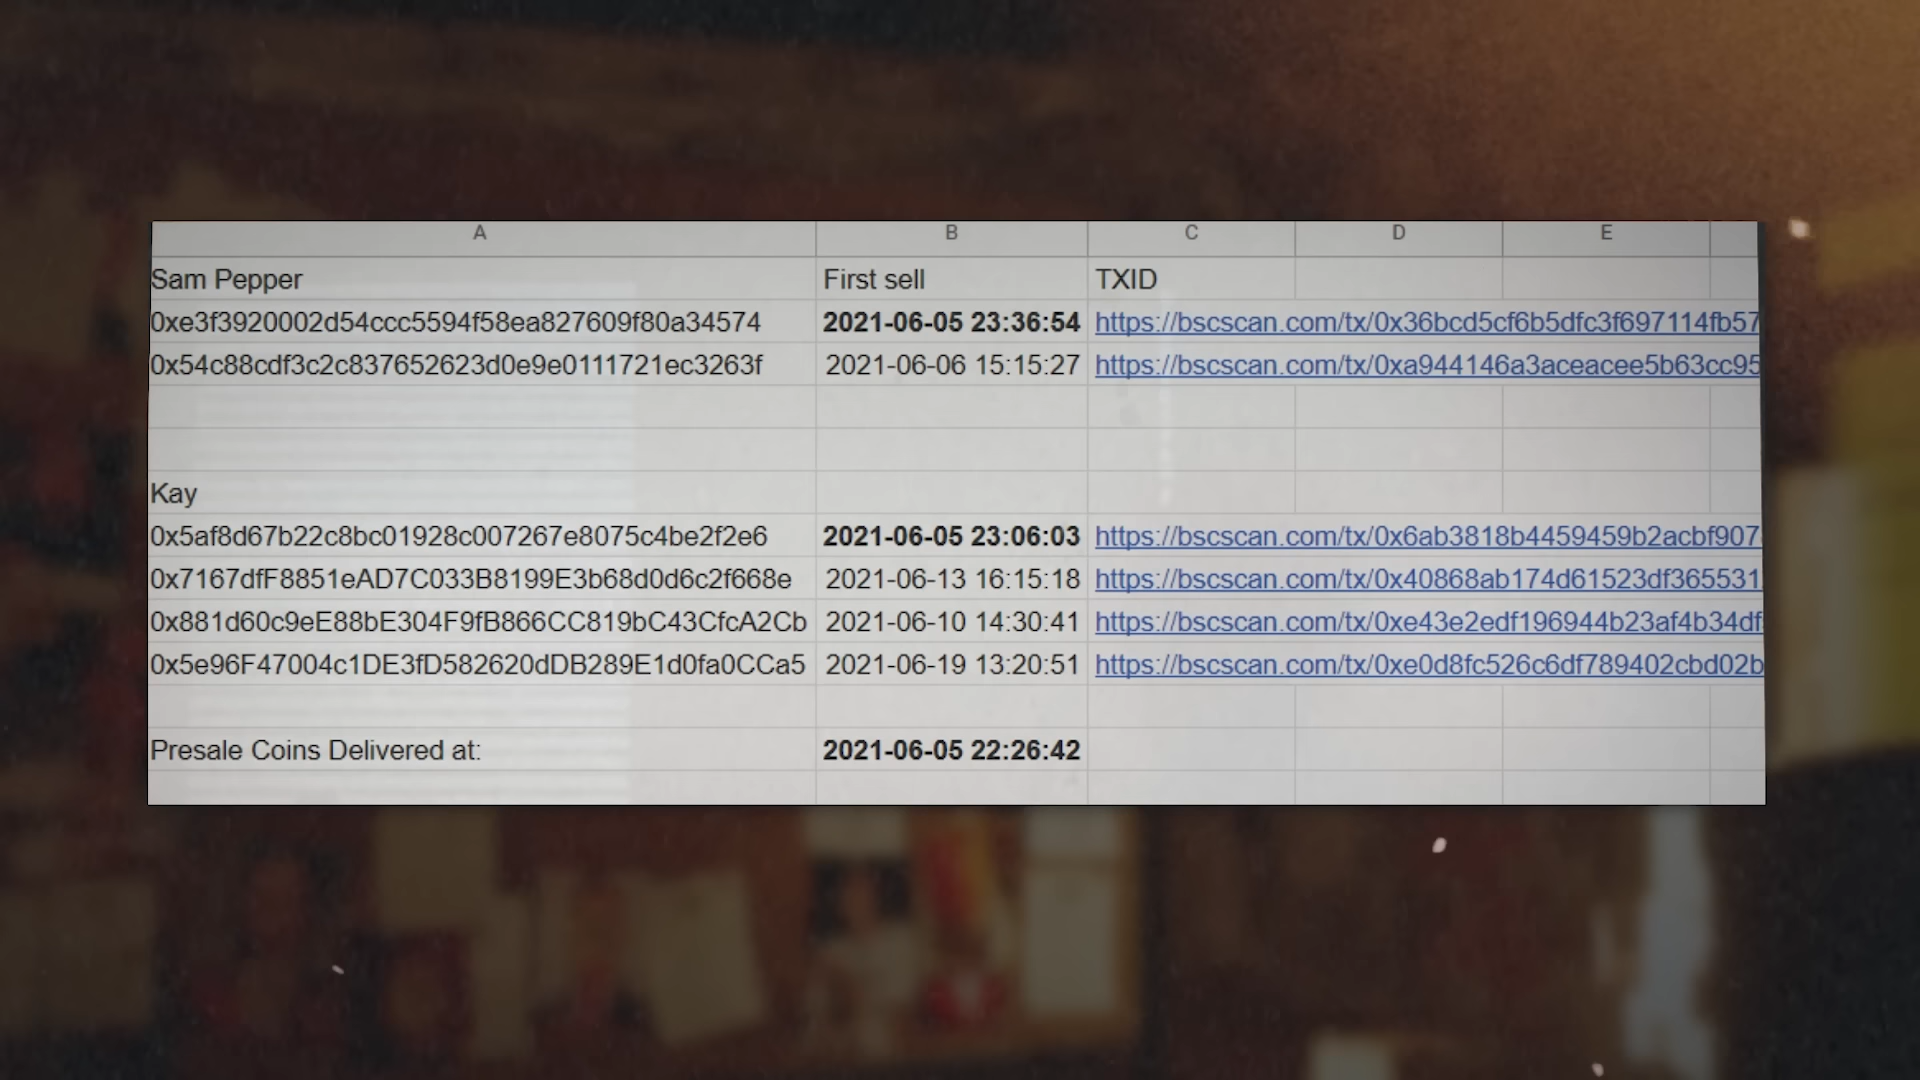 A B C D E
Sam Pepper First sell TXID
0xe3f3920002d54ccc5594f58ea827609f80a34574 2021-06-05 23:36:54 https://bscscan.com/tx/0x36bcd5cf6b5dfc3f697114fb57
0x54c88cdf3c2c837652623d0e9e0111721ec3263f 2021-06-06 15:15:27 https://bscscan.com/tx/0xa944146a3aceacee5b63cc95
Kay
0x5af8d67b22c8bc01928c007267e8075c4be2f2e6 2021-06-05 23:06:03 https://bscscan.com/tx/0x6ab3818b4459459b2acbf907
0x7167dfF8851eAD7C033B8199E3b68d0d6c2f668e 2021-06-13 16:15:18 https://bscscan.com/tx/0x40868ab174d61523df365531
0x881d60c9eE88bE304F9fB866CC819bC43CfcA2Cb 2021-06-10 14:30:41 https://bscscan.com/tx/0xe43e2edf196944b23af4b34df
0x5e96F47004c1DE3fD582620dDB289E1d0fa0CCa5 2021-06-19 13:20:51 https://bscscan.com/tx/0xe0d8fc526c6df789402cbd02b
Presale Coins Delivered at: 2021-06-05 22:26:42